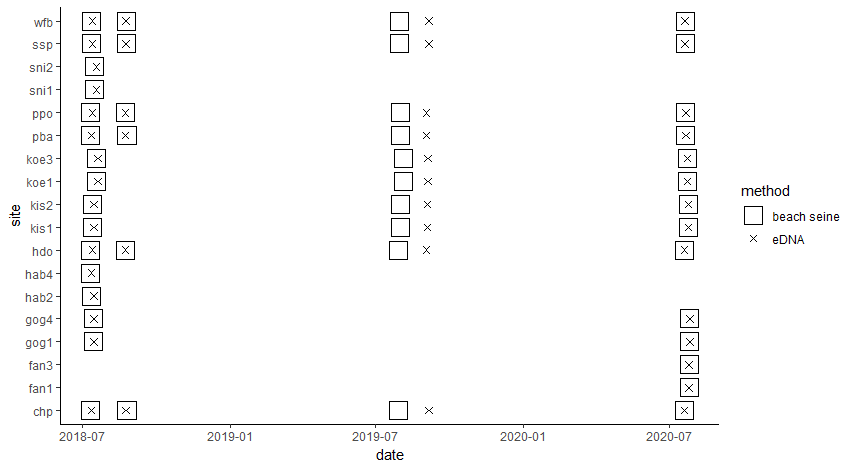 wfb
ssp
sni2
sni1
ppo
pba
koe3
koe1
kis2
kis1
hdo
hab4
hab2
gog4
gog1
fan3
fan1
chp
site
2018-07
2019-01
2019-07
2020-01
2020-07
date
method
beach seine
eDNA